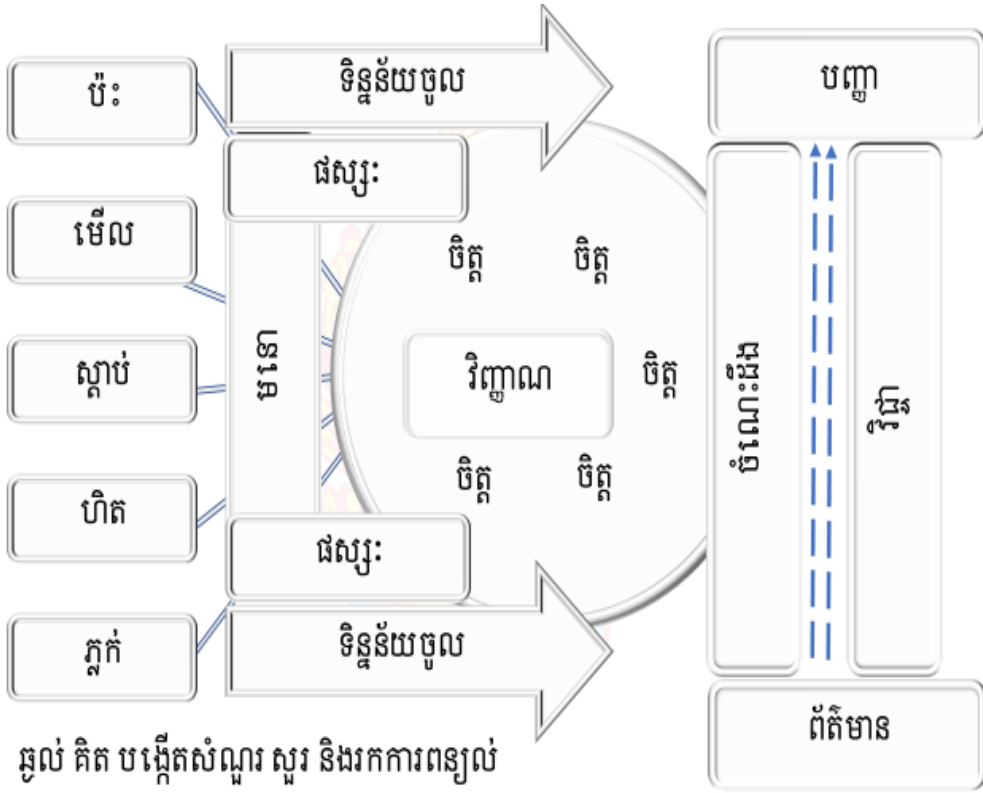 ប៉ះ
មើល
ស្តាប់
ហិត
ភ្លក់
ទិន្នន័យចូល
ផស្សៈ
មនោ
ផស្សៈ
ទិន្នន័យចូល
ចិត្ត
ចិត្ត
វិញ្ញាណ
ចិត្ត
ចិត្ត
ចិត្ត
បញ្ញា
ចំណេះដឹង
វិជ្ជា
ព័ត៌មាន
ឆ្ងល់ គិត បង្កើតសំណួរ សួរ និងរកការពន្យល់